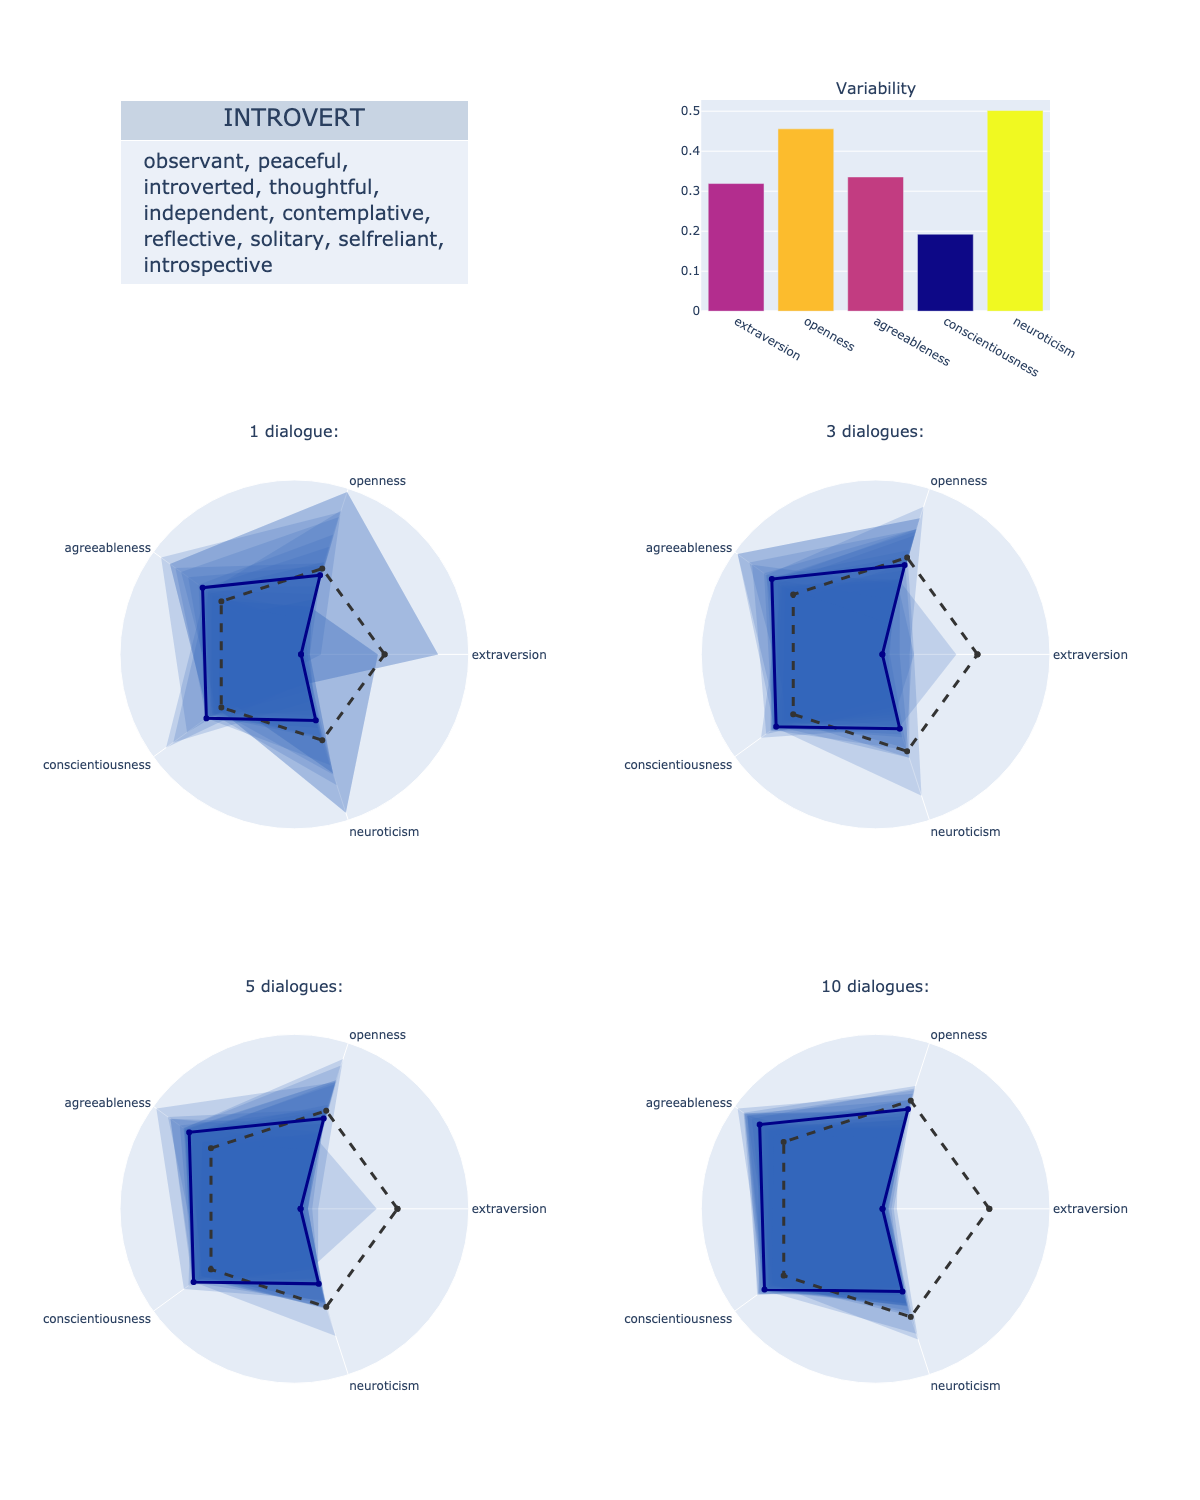 INTROVERT
observant, peaceful,
introverted, thoughtful,
independent, contemplative,
reflective, solitary, selfreliant,
introspective
Variability
0.5
0.4
0.3
0.2
0.1
0
extraversion
openness
agreeableness
conscientiousness
neuroticism
1 dialogue:
openness
agreeableness
extraversion
conscientiousness
neuroticism
3 dialogues:
openness
agreeableness
extraversion
conscientiousness
neuroticism
5 dialogues:
openness
agreeableness
extraversion
conscientiousness
neuroticism
10 dialogues:
openness
agreeableness
extraversion
conscientiousness
neuroticism